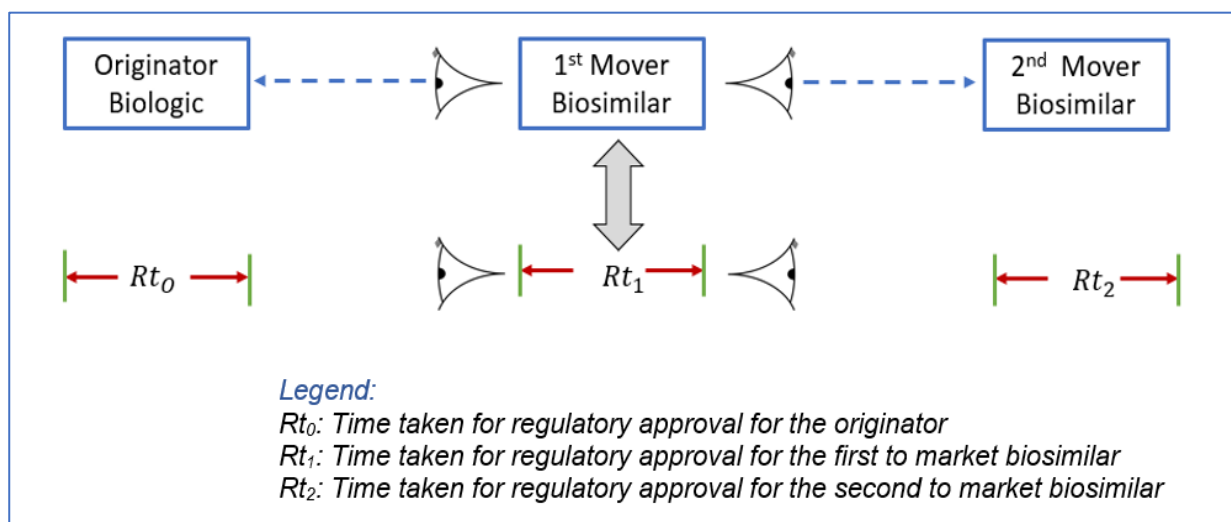 Originator
Biologic
1st Mover
Biosimilar
2nd Mover
Biosimilar
RtO
Rt1
Rt2
Legend:
Rt0: Time taken for regulatory approval for the originator
Rt1: Time taken for regulatory approval for the first to market biosimilar
Rt2: Time taken for regulatory approval for the second to market biosimilar